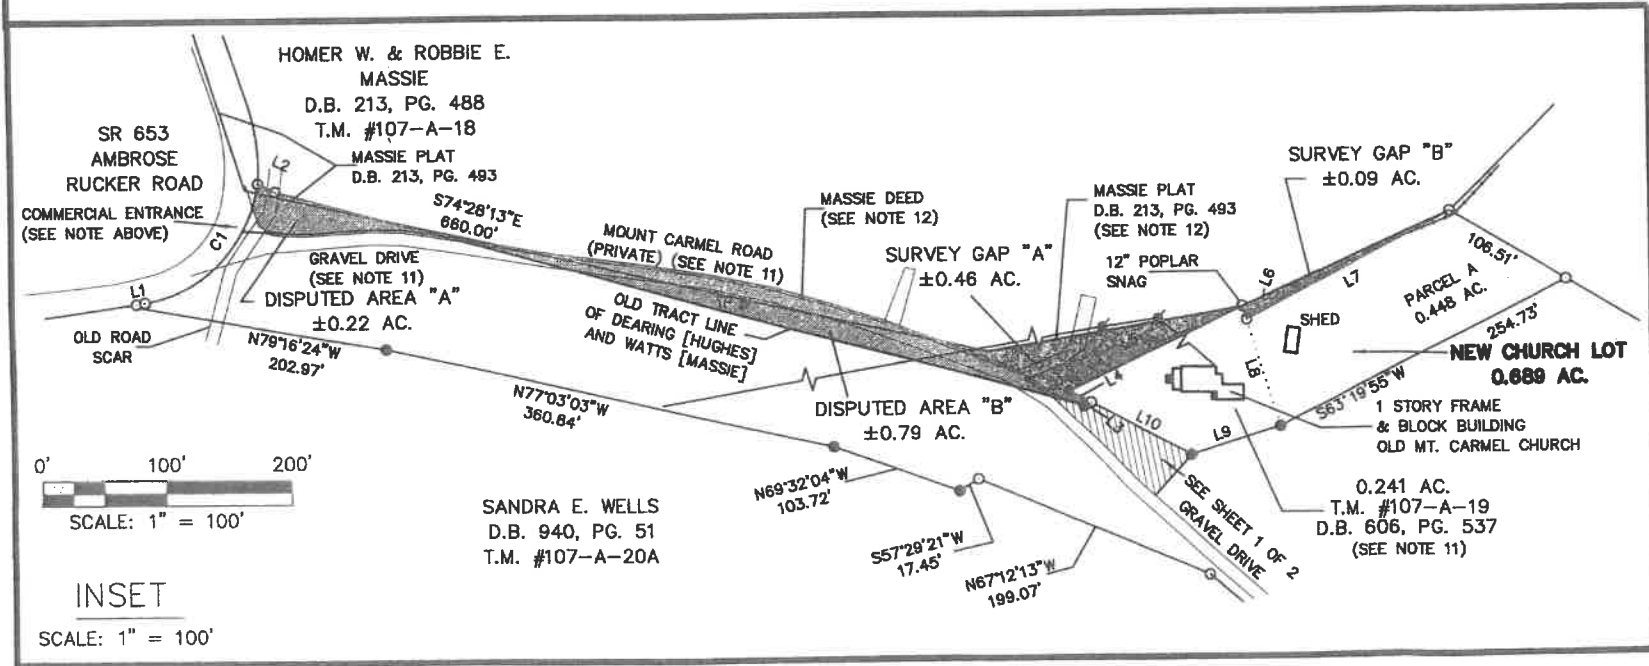 HOMER W. & ROBBIE E.
MASSIE
D.B. 213, PG. 488
T.M. #107-A-18
SR 653
AMBROSE
RUCKER ROAD
COMMERCIAL ENTRANCE
(SEE NOTE ABOVE)
L2
MASSIE PLAT
D.B. 213, PG. 493
C1
L1
OLD ROAD
SCAR
GRAVEL DRIVE
(SEE NOTE 11)
DISPUTED AREA "A"
±0.22 AC.
S74°28'13"E
660.00'
MOUNT CARMEL ROAD
(PRIVATE) (SEE NOTE 11)
MASSIE DEED
(SEE NOTE 12)
SURVEY GAP "A"
±0.46 AC.
MASSIE PLAT
D.B. 213, PG. 493
(SEE NOTE 12)
12" POPLAR
SNAG
SURVEY GAP "B"
±0.09 AC.
L6
L7
106.51'
PARCEL A
0.448 AC.
SHED
254.73'
S63°19'55"W
NEW CHURCH LOT
0.689 AC.
L8
L4
L3
L10
L9
1 STORY FRAME
& BLOCK BUILDING
OLD MT. CARMEL CHURCH
0.241 AC.
T.M. #107-A-19
D.B. 606, PG. 537
(SEE NOTE 11)
OLD TRACT LINE
OF DEARING [HUGHES]
AND WATTS [MASSIE]
DISPUTED AREA "B"
±0.79 AC.
N79°16'24"W
202.97'
N77°03'03"W
360.84'
N69°32'04"W
103.72'
S57°29'21"W
17.45'
N67°12'13"W
199.07'
SEE SHEET 1 OF 2
GRAVEL DRIVE
SANDRA E. WELLS
D.B. 940, PG. 51
T.M. #107-A-20A
0' 100' 200'
SCALE: 1" = 100'
INSET
SCALE: 1" = 100'